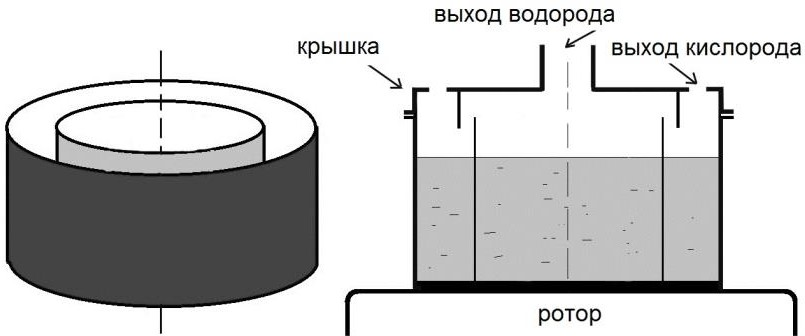 выход водорода
крышка
выход кислорода
ротор